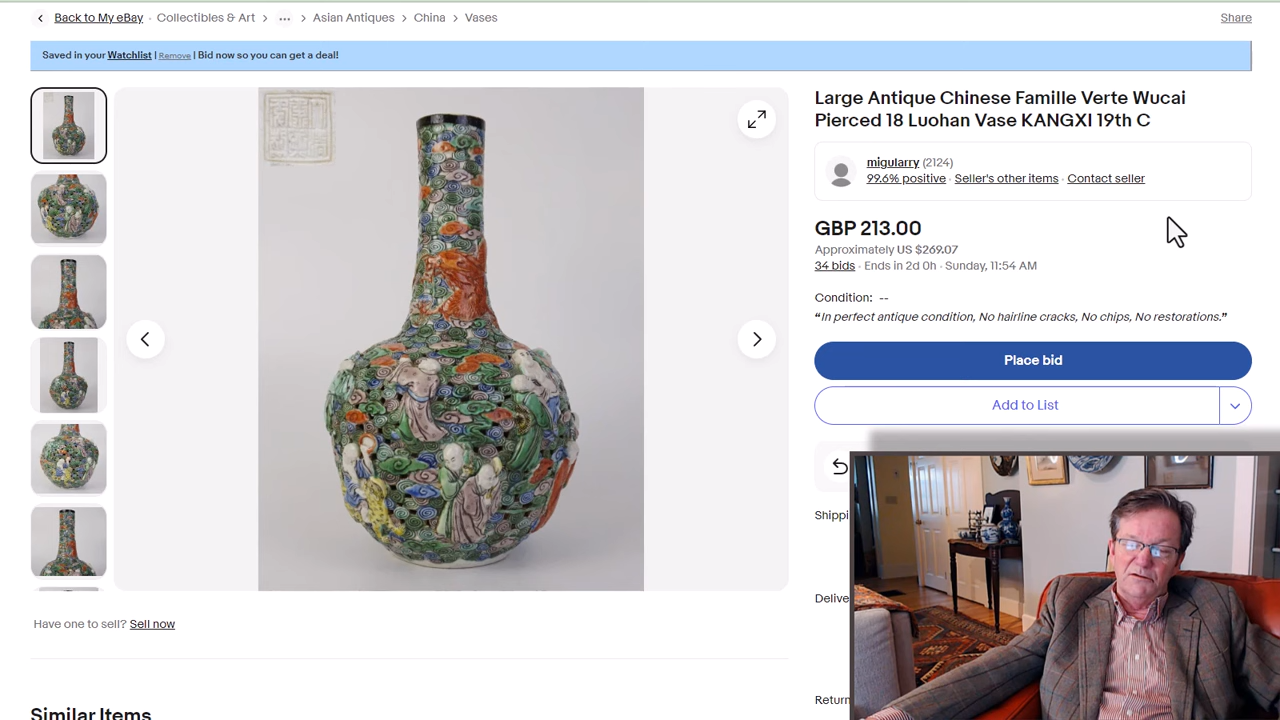 Back to My eBay · Collectibles & Art > ... > Asian Antiques > China > Vases
Share
Saved in your Watchlist | Remove | Bid now so you can get a deal!
Large Antique Chinese Famille Verte Wucai
Pierced 18 Luohan Vase KANGXI 19th C
migularry (2124)
99.6% positive · Seller's other items · Contact seller
GBP 213.00
Approximately US $269.07
34 bids · Ends in 2d 0h · Sunday, 11:54 AM
Condition: --
“In perfect antique condition, No hairline cracks, No chips, No restorations.”
Place bid
Add to List
Shippi
Delive
Return
Have one to sell? Sell now
Similar Items